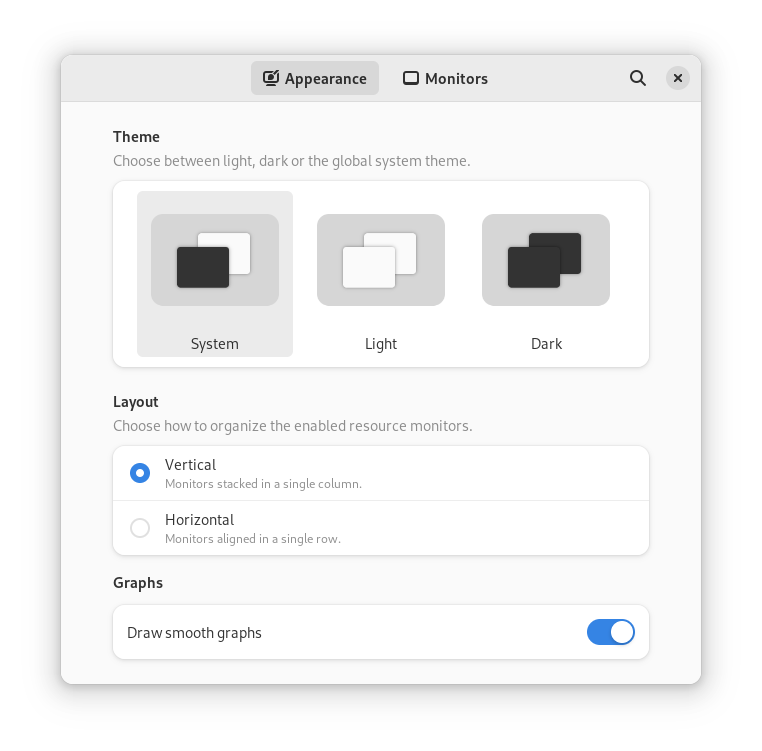 Appearance
Monitors
Theme
Choose between light, dark or the global system theme.
System
Light
Dark
Layout
Choose how to organize the enabled resource monitors.
Vertical
Monitors stacked in a single column.
Horizontal
Monitors aligned in a single row.
Graphs
Draw smooth graphs